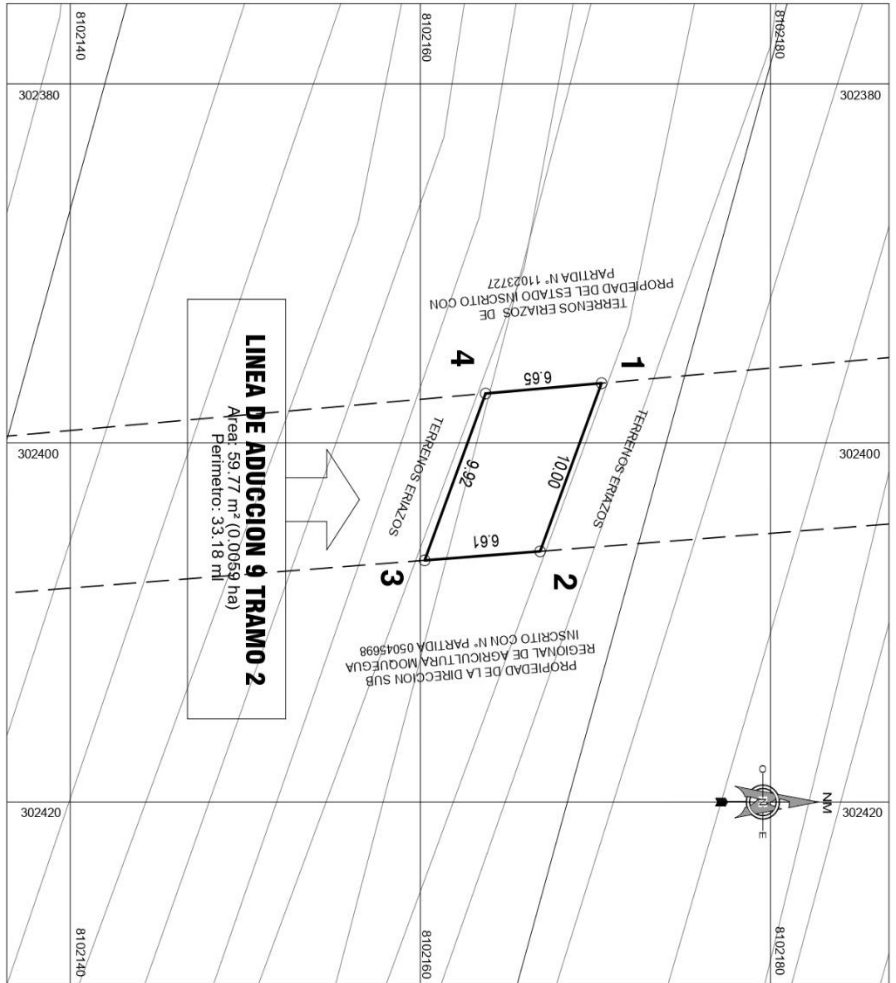 8102140
8102160
8102180
302380
302380
TERRENOS ERIAZOS DE
PROPIEDAD DEL ESTADO INSCRITO CON
PARTIDA N° 11023727
4
1
6.65
302400
302400
TERRENOS ERIAZOS
TERRENOS ERIAZOS
9.92
10.00
6.61
3
2
LINEA DE ADUCCION 9 TRAMO 2
Area: 59.77 m² (0.0059 ha)
Perimetro: 33.18 ml
PROPIEDAD DE LA DIRECCION SUB
REGIONAL DE AGRICULTURA MOQUEGUA
INSCRITO CON N° PARTIDA 05045698
NM
O
E
302420
302420
8102140
8102160
8102180